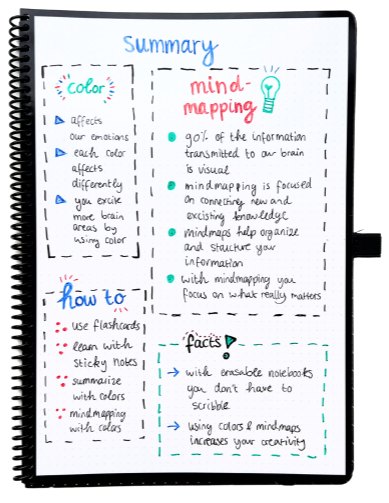 Summary
color
affects
our emotions
each color
affects
differently
you excite
more brain
areas by
using color
mind-
mapping
90% of the information
transmitted to our brain
is visual
mindmapping is focused
on connecting new and
excisting knowledge
mindmaps help organize
and structure your
information
with mindmapping you
focus on what really matters
how to
use flashcards
learn with
sticky notes
summarize
with colors
mindmapping
with colors
facts
with erasable notebooks
you don't have to
scribble
using colors & mindmaps
increases your creativity